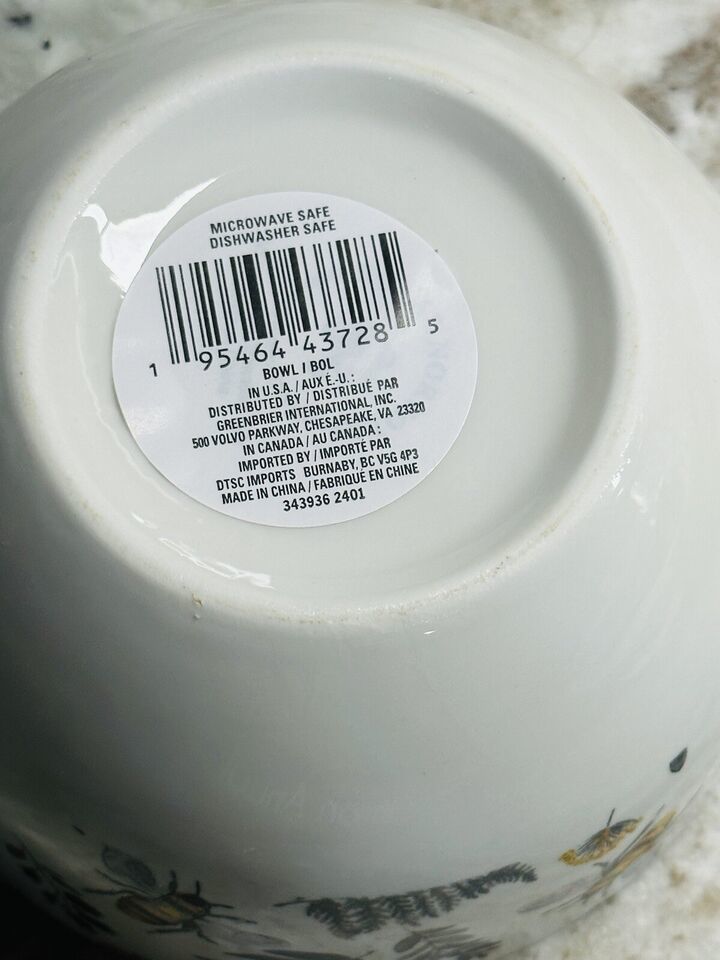 MICROWAVE SAFE
DISHWASHER SAFE
1 95464 43728 5
BOWL / BOL
IN U.S.A. / AUX É.-U. :
DISTRIBUTED BY / DISTRIBUÉ PAR
GREENBRIER INTERNATIONAL, INC.
500 VOLVO PARKWAY, CHESAPEAKE, VA 23320
IN CANADA / AU CANADA :
IMPORTED BY / IMPORTÉ PAR
DTSC IMPORTS BURNABY, BC V5G 4P3
MADE IN CHINA / FABRIQUÉ EN CHINE
343936 2401